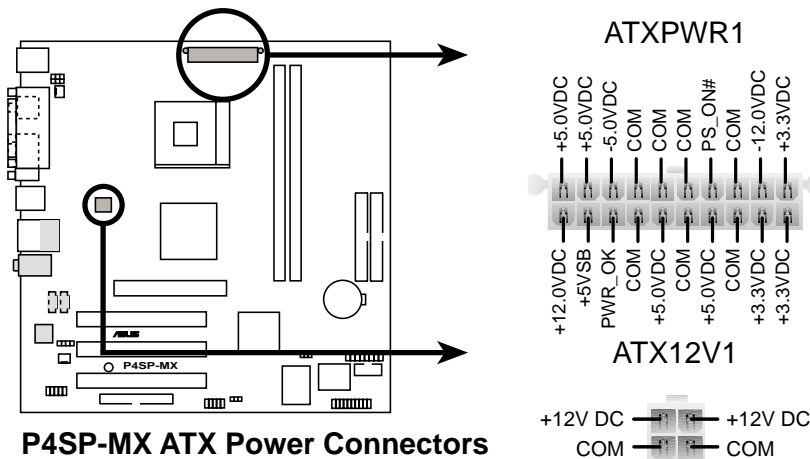 ATXPWR1
+5.0VDC
+5.0VDC
-5.0VDC
COM
COM
COM
PS_ON#
COM
-12.0VDC
+3.3VDC
+12.0VDC
+5VSB
PWR_OK
COM
+5.0VDC
COM
+5.0VDC
COM
+3.3VDC
+3.3VDC
ATX12V1
+12V DC
+12V DC
COM
COM
ASUS
P4SP-MX
P4SP-MX ATX Power Connectors